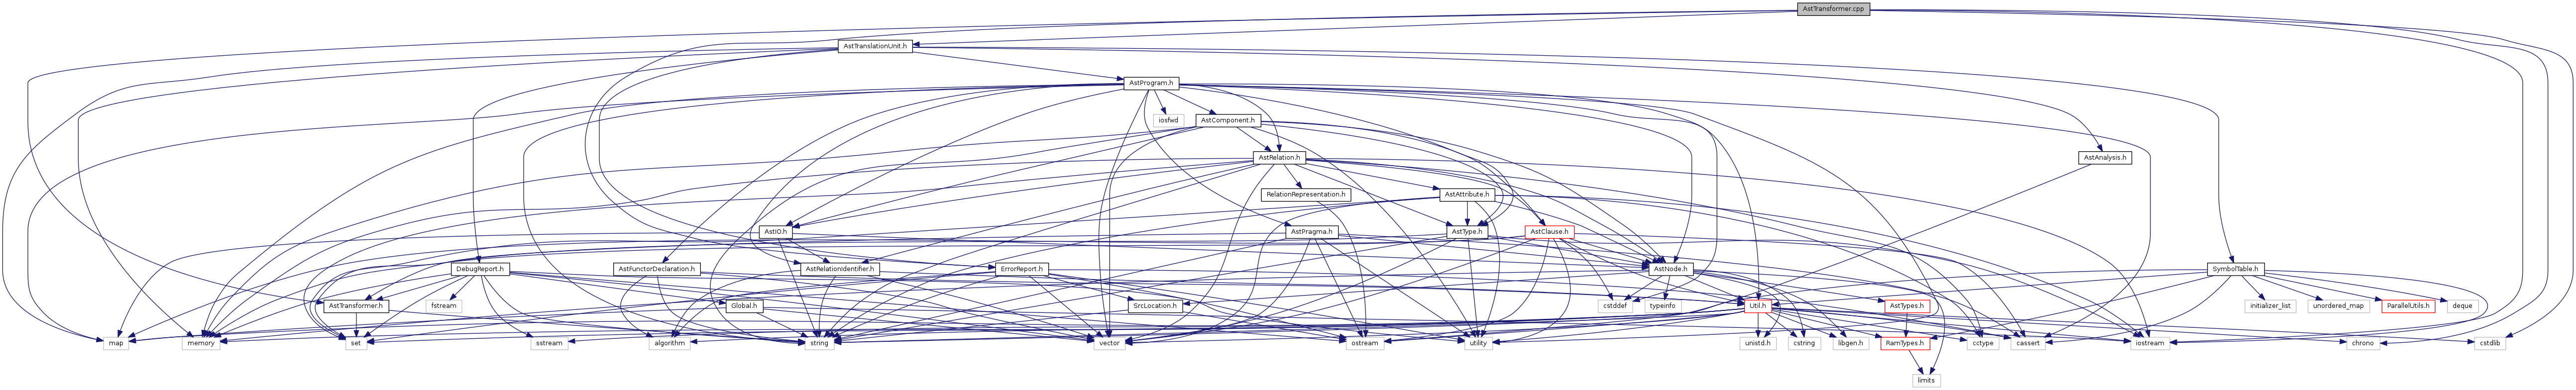 AstTransformer.cpp
AstTranslationUnit.h
AstProgram.h
iosfwd
AstComponent.h
AstRelation.h
AstAnalysis.h
RelationRepresentation.h
AstAttribute.h
AstIO.h
AstPragma.h
AstType.h
AstClause.h
DebugReport.h
AstFunctorDeclaration.h
AstRelationIdentifier.h
ErrorReport.h
AstNode.h
SymbolTable.h
AstTransformer.h
fstream
Global.h
SrcLocation.h
cstddef
typeinfo
Util.h
AstTypes.h
initializer_list
unordered_map
ParallelUtils.h
deque
map
memory
set
sstream
algorithm
string
vector
ostream
utility
unistd.h
cstring
libgen.h
RamTypes.h
cctype
cassert
iostream
chrono
cstdlib
limits